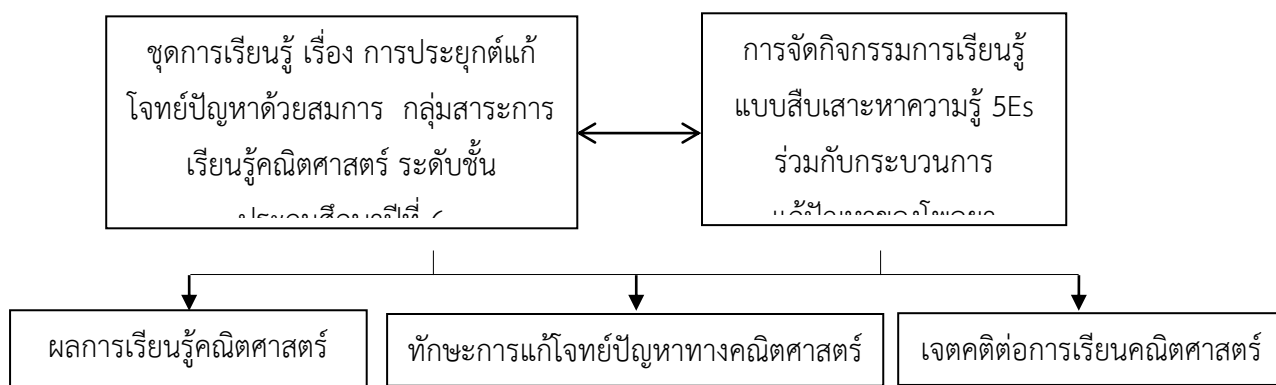 ชุดการเรียนรู้ เรื่อง การประยุกต์แก้
โจทย์ปัญหาด้วยสมการ กลุ่มสาระการ
เรียนรู้คณิตศาสตร์ ระดับชั้น
การจัดกิจกรรมการเรียนรู้
แบบสืบเสาะหาความรู้ 5Es
ร่วมกับกระบวนการ
ผลการเรียนรู้คณิตศาสตร์
ทักษะการแก้โจทย์ปัญหาทางคณิตศาสตร์
เจตคติต่อการเรียนคณิตศาสตร์